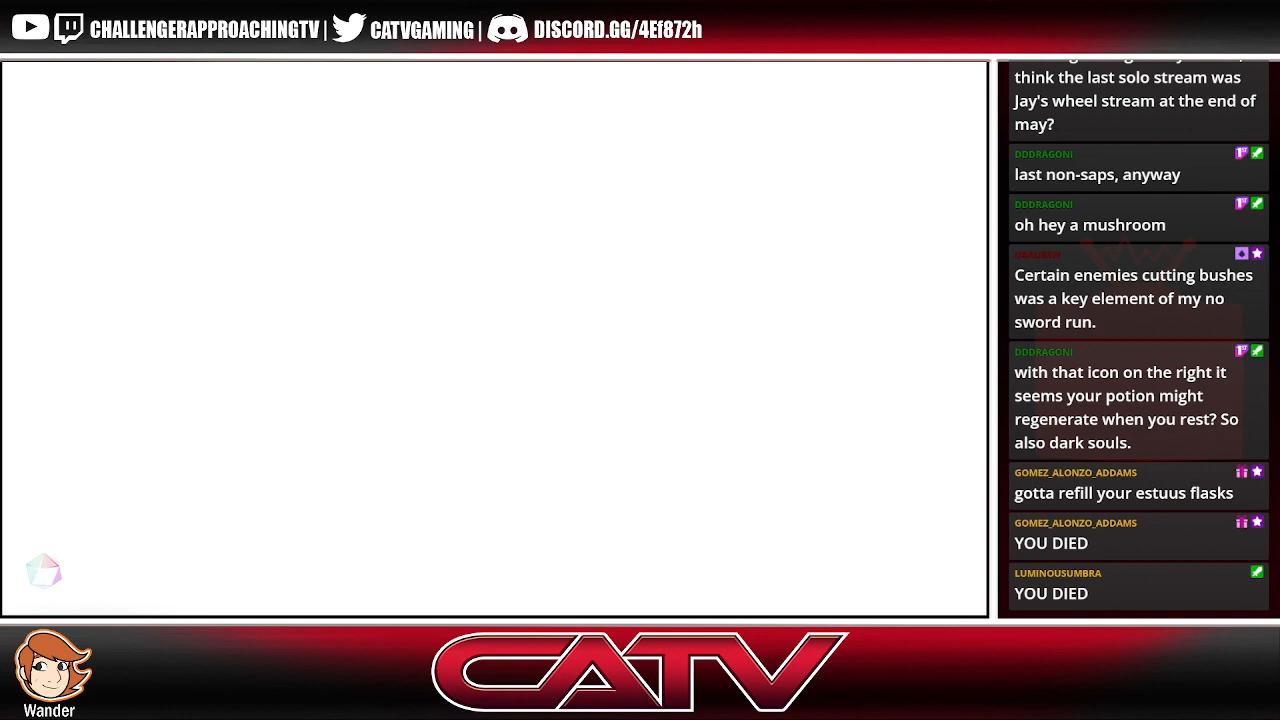 CHALLENGERAPPROACHINGTV | CATVGAMING | DISCORD.GG/4Ef872h
think the last solo stream was
Jay's wheel stream at the end of
may?
DDDRAGONI
last non-saps, anyway
DDDRAGONI
oh hey a mushroom
Certain enemies cutting bushes
was a key element of my no
sword run.
DDDRAGONI
with that icon on the right it
seems your potion might
regenerate when you rest? So
also dark souls.
GOMEZ_ALONZO_ADDAMS
gotta refill your estuus flasks
GOMEZ_ALONZO_ADDAMS
YOU DIED
LUMINOUSUMBRA
YOU DIED
CATV
Wander